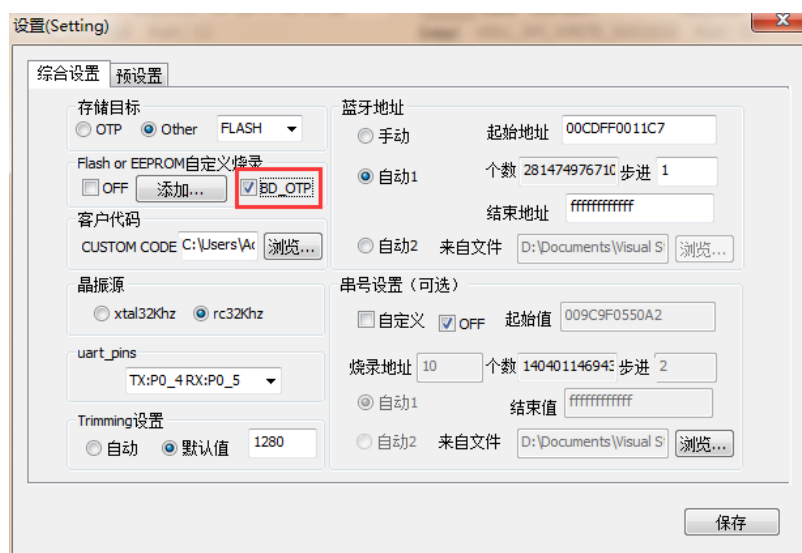 设置(Setting)
综合设置 预设置
存储目标
OTP Other FLASH
Flash or EEPROM自定义烧录
OFF 添加... BD_OTP
客户代码
CUSTOM CODE C:\Users\Ac 浏览...
晶振源
xtal32Khz rc32Khz
uart_pins
TX:P0_4 RX:P0_5
Trimming设置
自动 默认值 1280
蓝牙地址
手动 起始地址 00CDFF0011C7
自动1 个数 281474976710 步进 1
结束地址 ffffffffffff
自动2 来自文件 D:\Documents\Visual S 浏览...
串号设置（可选）
自定义 OFF 起始值 009C9F0550A2
烧录地址 10 个数 140401146943 步进 2
自动1 结束值 ffffffffffff
自动2 来自文件 D:\Documents\Visual S 浏览...
保存